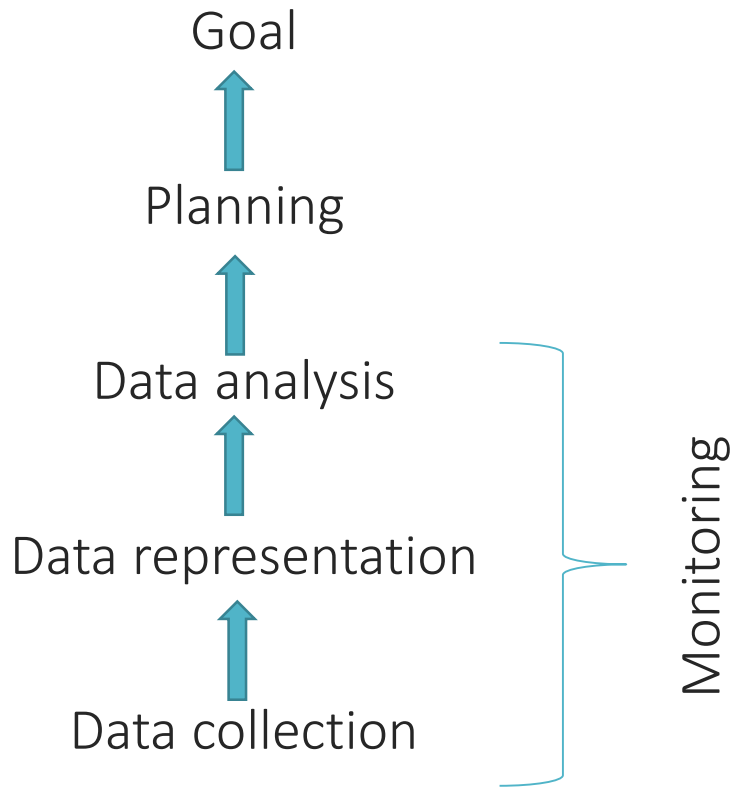 Goal
Planning
Data analysis
Data representation
Data collection
Monitoring